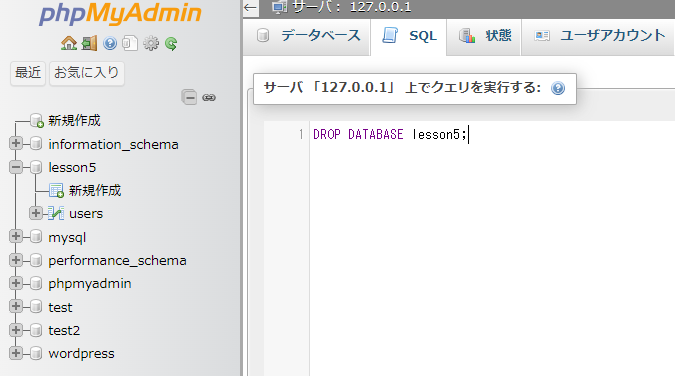 phpMyAdmin
最近 お気に入り
新規作成
information_schema
lesson5
新規作成
users
mysql
performance_schema
phpmyadmin
test
test2
wordpress
サーバ: 127.0.0.1
データベース SQL 状態 ユーザアカウント
サーバ 「127.0.0.1」 上でクエリを実行する:
1 DROP DATABASE lesson5;